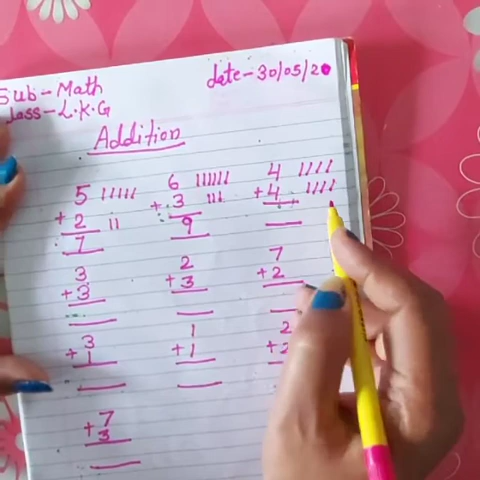 Sub - Math
date - 30/05/20
Class - L.K.G
Addition
5 ///// 6 ////// 4 ////
+ 2 // + 3 /// + 4 ////
7 9
3 2 7
+ 3 + 3 + 2
3 1 2
+ 1 + 1 + 2
7
+ 3